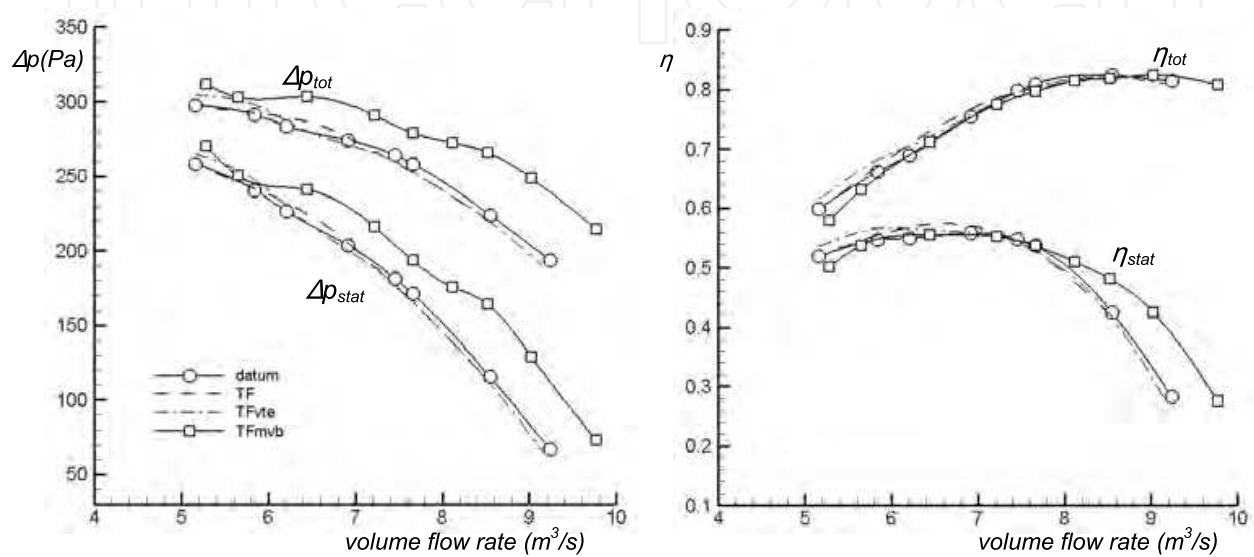 350
Δp(Pa)
300
250
200
150
100
50
4
5
6
7
8
9
10
volume flow rate (m³/s)
Δptot
Δpstat
datum
TF
TFvte
TFmvb
0.9
η
0.8
0.7
0.6
0.5
0.4
0.3
0.2
0.1
4
5
6
7
8
9
10
volume flow rate (m³/s)
ηtot
ηstat